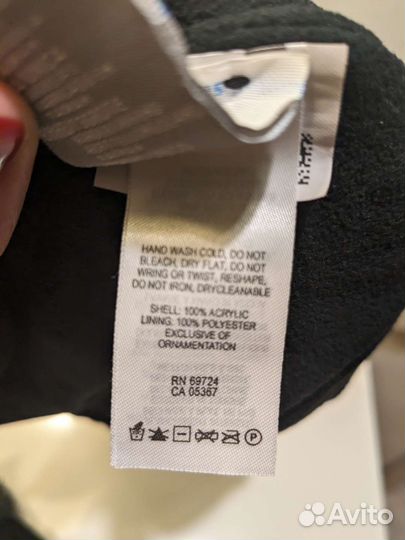 HAND WASH COLD, DO NOT
BLEACH, DRY FLAT, DO NOT
WRING OR TWIST, RESHAPE,
DO NOT IRON, DRYCLEANABLE
SHELL: 100% ACRYLIC
LINING: 100% POLYESTER
EXCLUSIVE OF
ORNAMENTATION
RN 69724
CA 05367
P
Avito